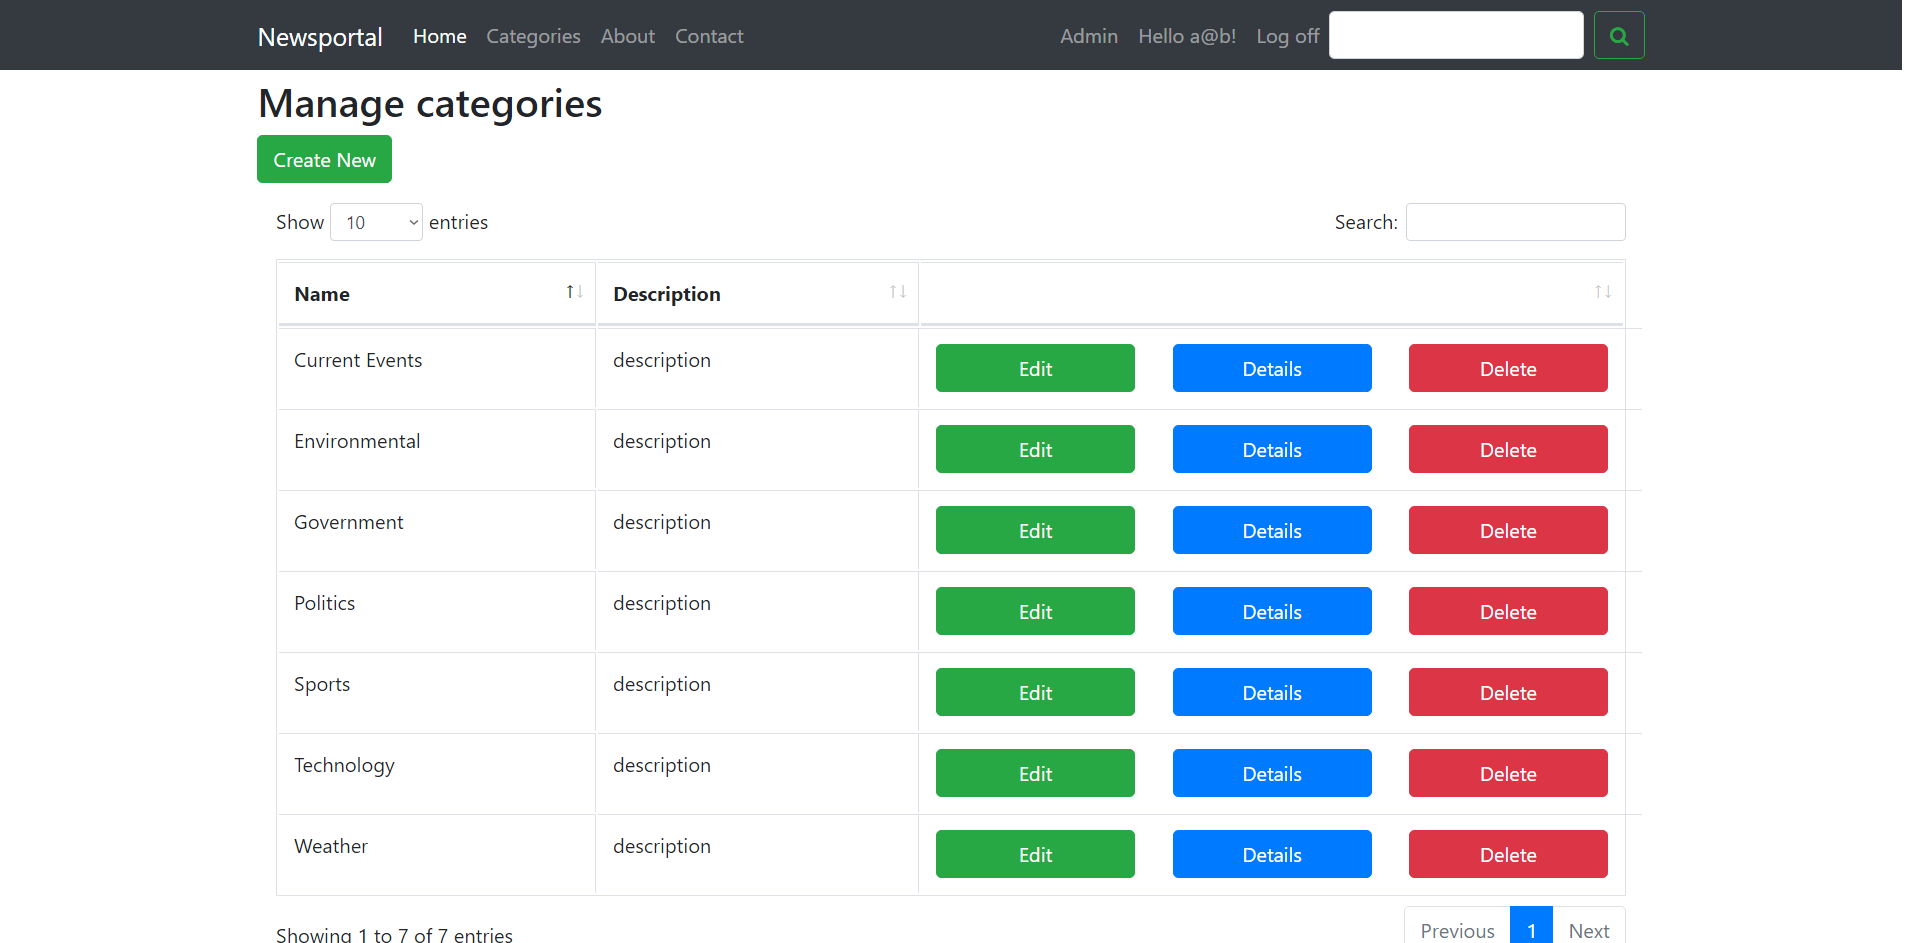 Newsportal Home Categories About Contact Admin Hello a@b! Log off
Manage categories
Create New
Show 10 entries Search:
Name Description
Current Events description Edit Details Delete
Environmental description Edit Details Delete
Government description Edit Details Delete
Politics description Edit Details Delete
Sports description Edit Details Delete
Technology description Edit Details Delete
Weather description Edit Details Delete
Showing 1 to 7 of 7 entries Previous 1 Next